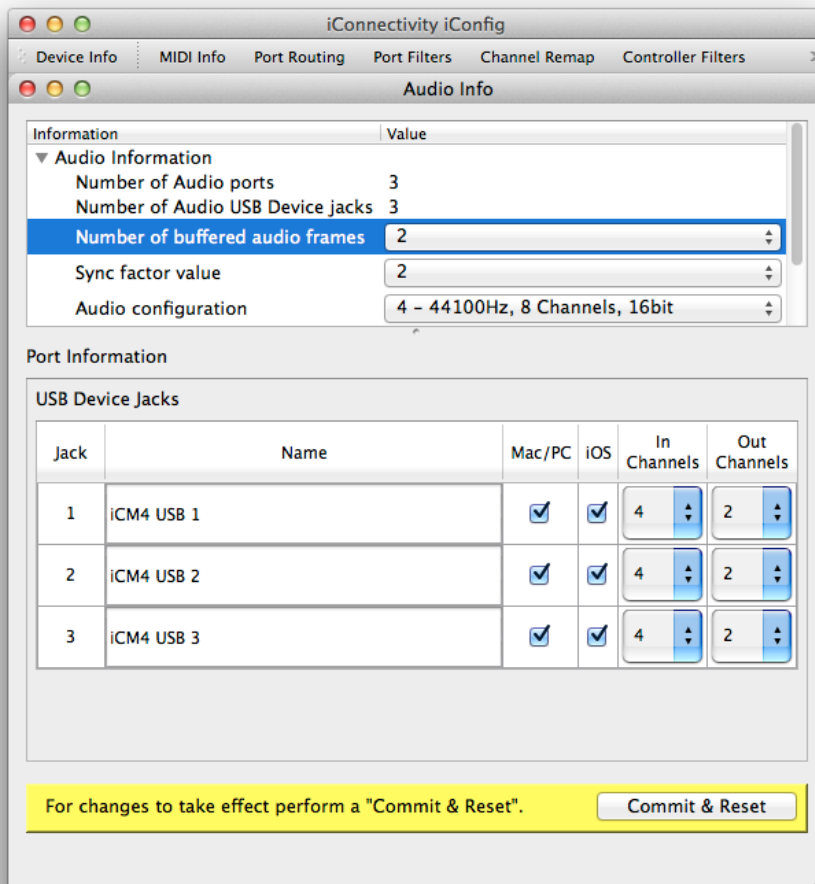 iConnectivity iConfig
Device Info MIDI Info Port Routing Port Filters Channel Remap Controller Filters
Audio Info
Information Value
Audio Information
Number of Audio ports 3
Number of Audio USB Device jacks 3
Number of buffered audio frames 2
Sync factor value 2
Audio configuration 4 – 44100Hz, 8 Channels, 16bit
Port Information
USB Device Jacks
Jack Name Mac/PC iOS In Channels Out Channels
1 iCM4 USB 1 4 2
2 iCM4 USB 2 4 2
3 iCM4 USB 3 4 2
For changes to take effect perform a "Commit & Reset". Commit & Reset